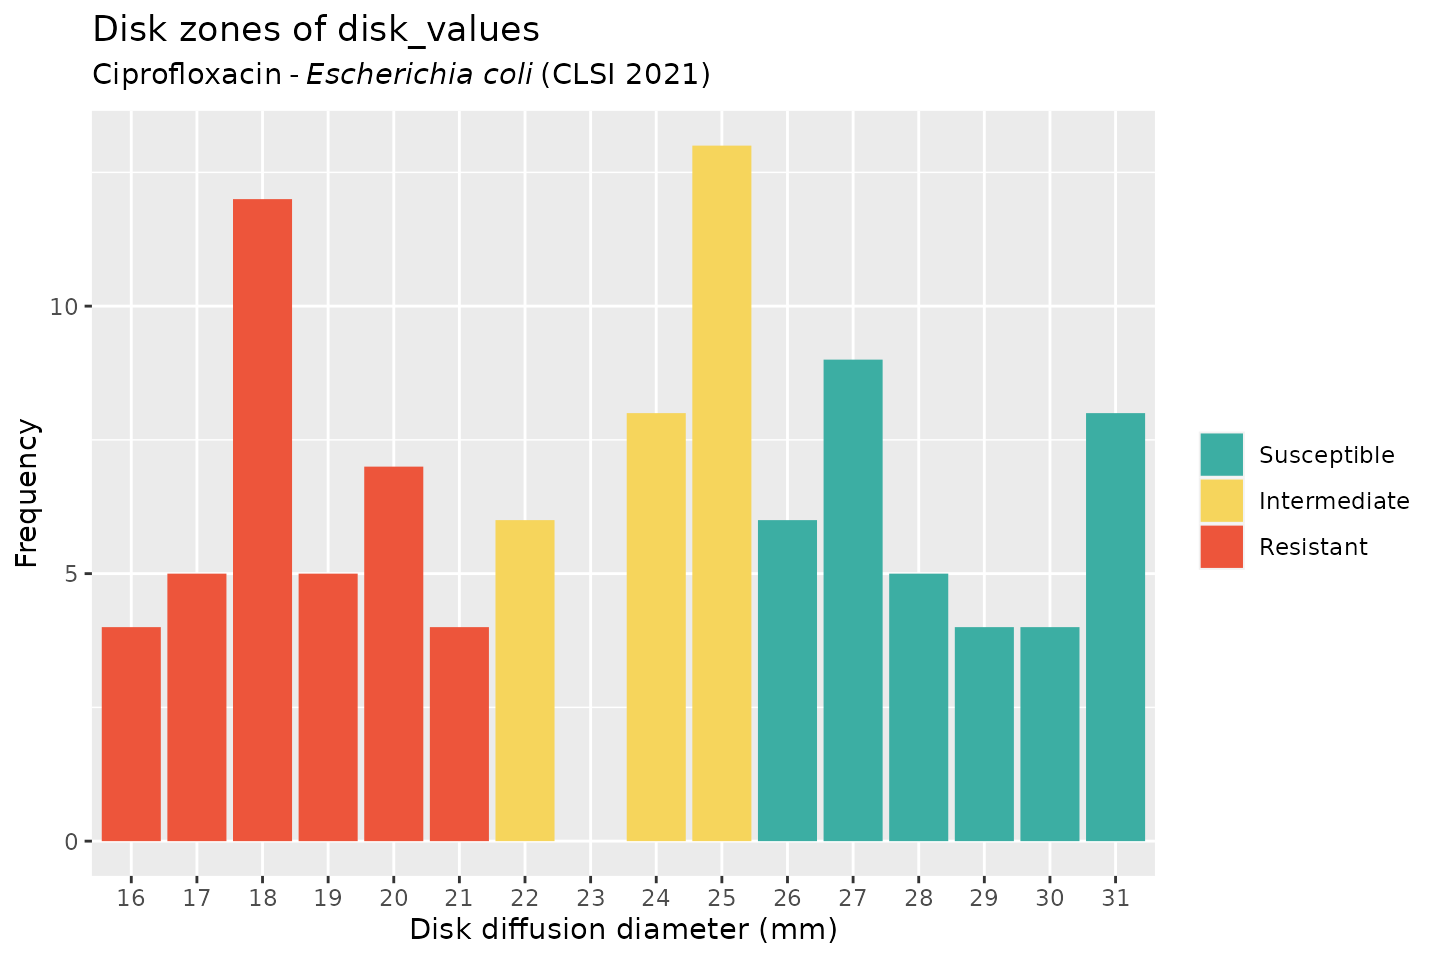 Disk zones of disk_values
Ciprofloxacin - Escherichia coli (CLSI 2021)
Frequency
10
5
0
16 17 18 19 20 21 22 23 24 25 26 27 28 29 30 31
Disk diffusion diameter (mm)
Susceptible
Intermediate
Resistant